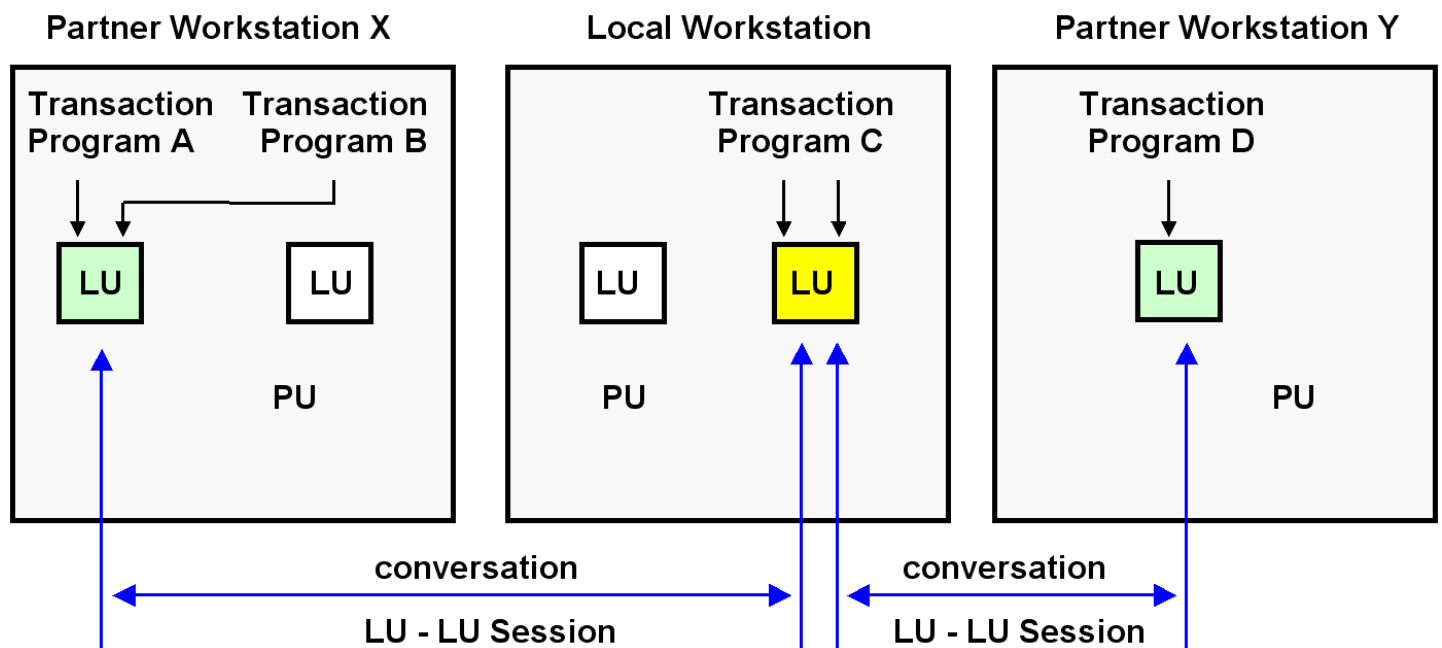 Partner Workstation X
Local Workstation
Partner Workstation Y
Transaction
Program A
Transaction
Program B
Transaction
Program C
Transaction
Program D
LU
LU
LU
LU
LU
PU
PU
PU
conversation
conversation
LU - LU Session
LU - LU Session